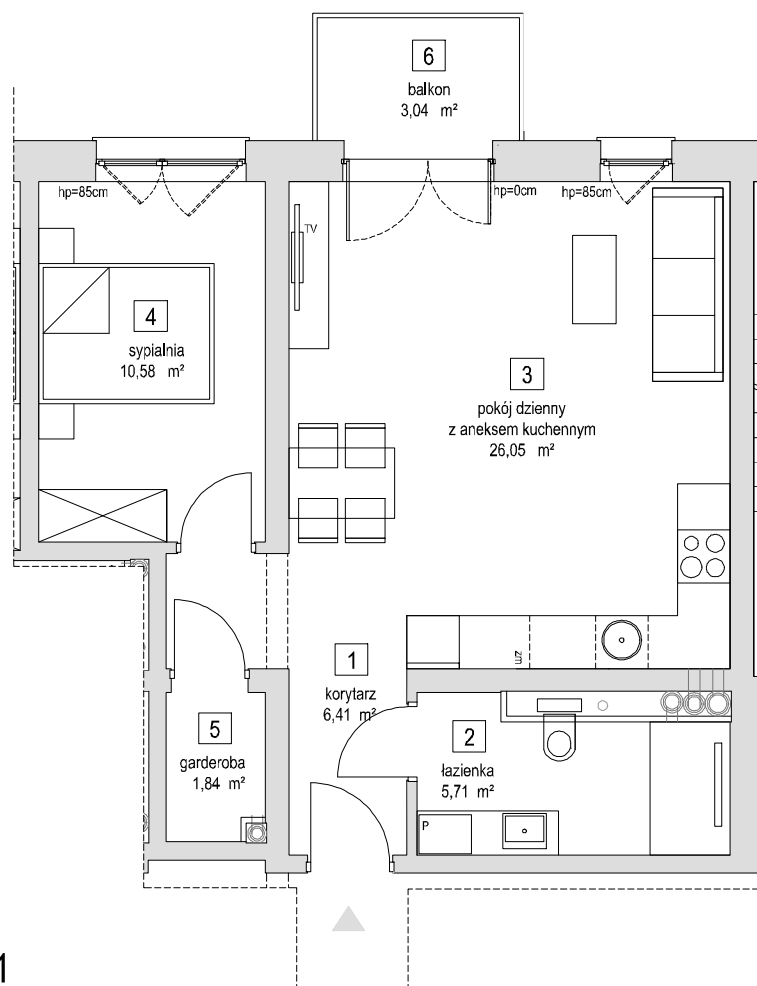 6
balkon
3,04 m²
hp=85cm
hp=0cm
hp=85cm
TV
4
sypialnia
10,58 m²
3
pokój dzienny
z aneksem kuchennym
26,05 m²
zm
1
korytarz
6,41 m²
5
garderoba
1,84 m²
2
łazienka
5,71 m²
P
1